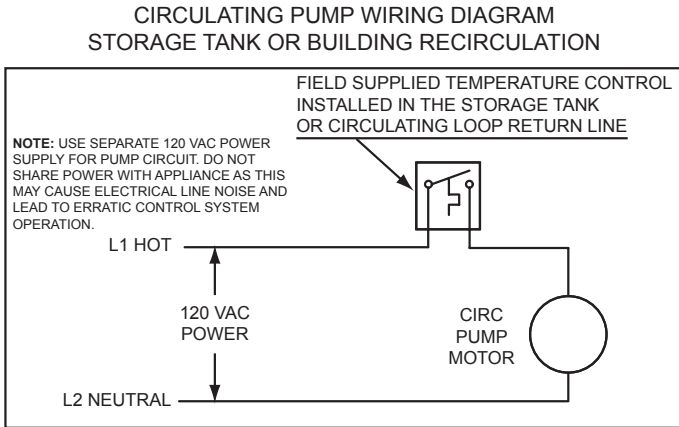 CIRCULATING PUMP WIRING DIAGRAM
STORAGE TANK OR BUILDING RECIRCULATION
FIELD SUPPLIED TEMPERATURE CONTROL
INSTALLED IN THE STORAGE TANK
OR CIRCULATING LOOP RETURN LINE
NOTE: USE SEPARATE 120 VAC POWER
SUPPLY FOR PUMP CIRCUIT. DO NOT
SHARE POWER WITH APPLIANCE AS THIS
MAY CAUSE ELECTRICAL LINE NOISE AND
LEAD TO ERRATIC CONTROL SYSTEM
OPERATION.
L1 HOT
120 VAC
POWER
CIRC
PUMP
MOTOR
L2 NEUTRAL